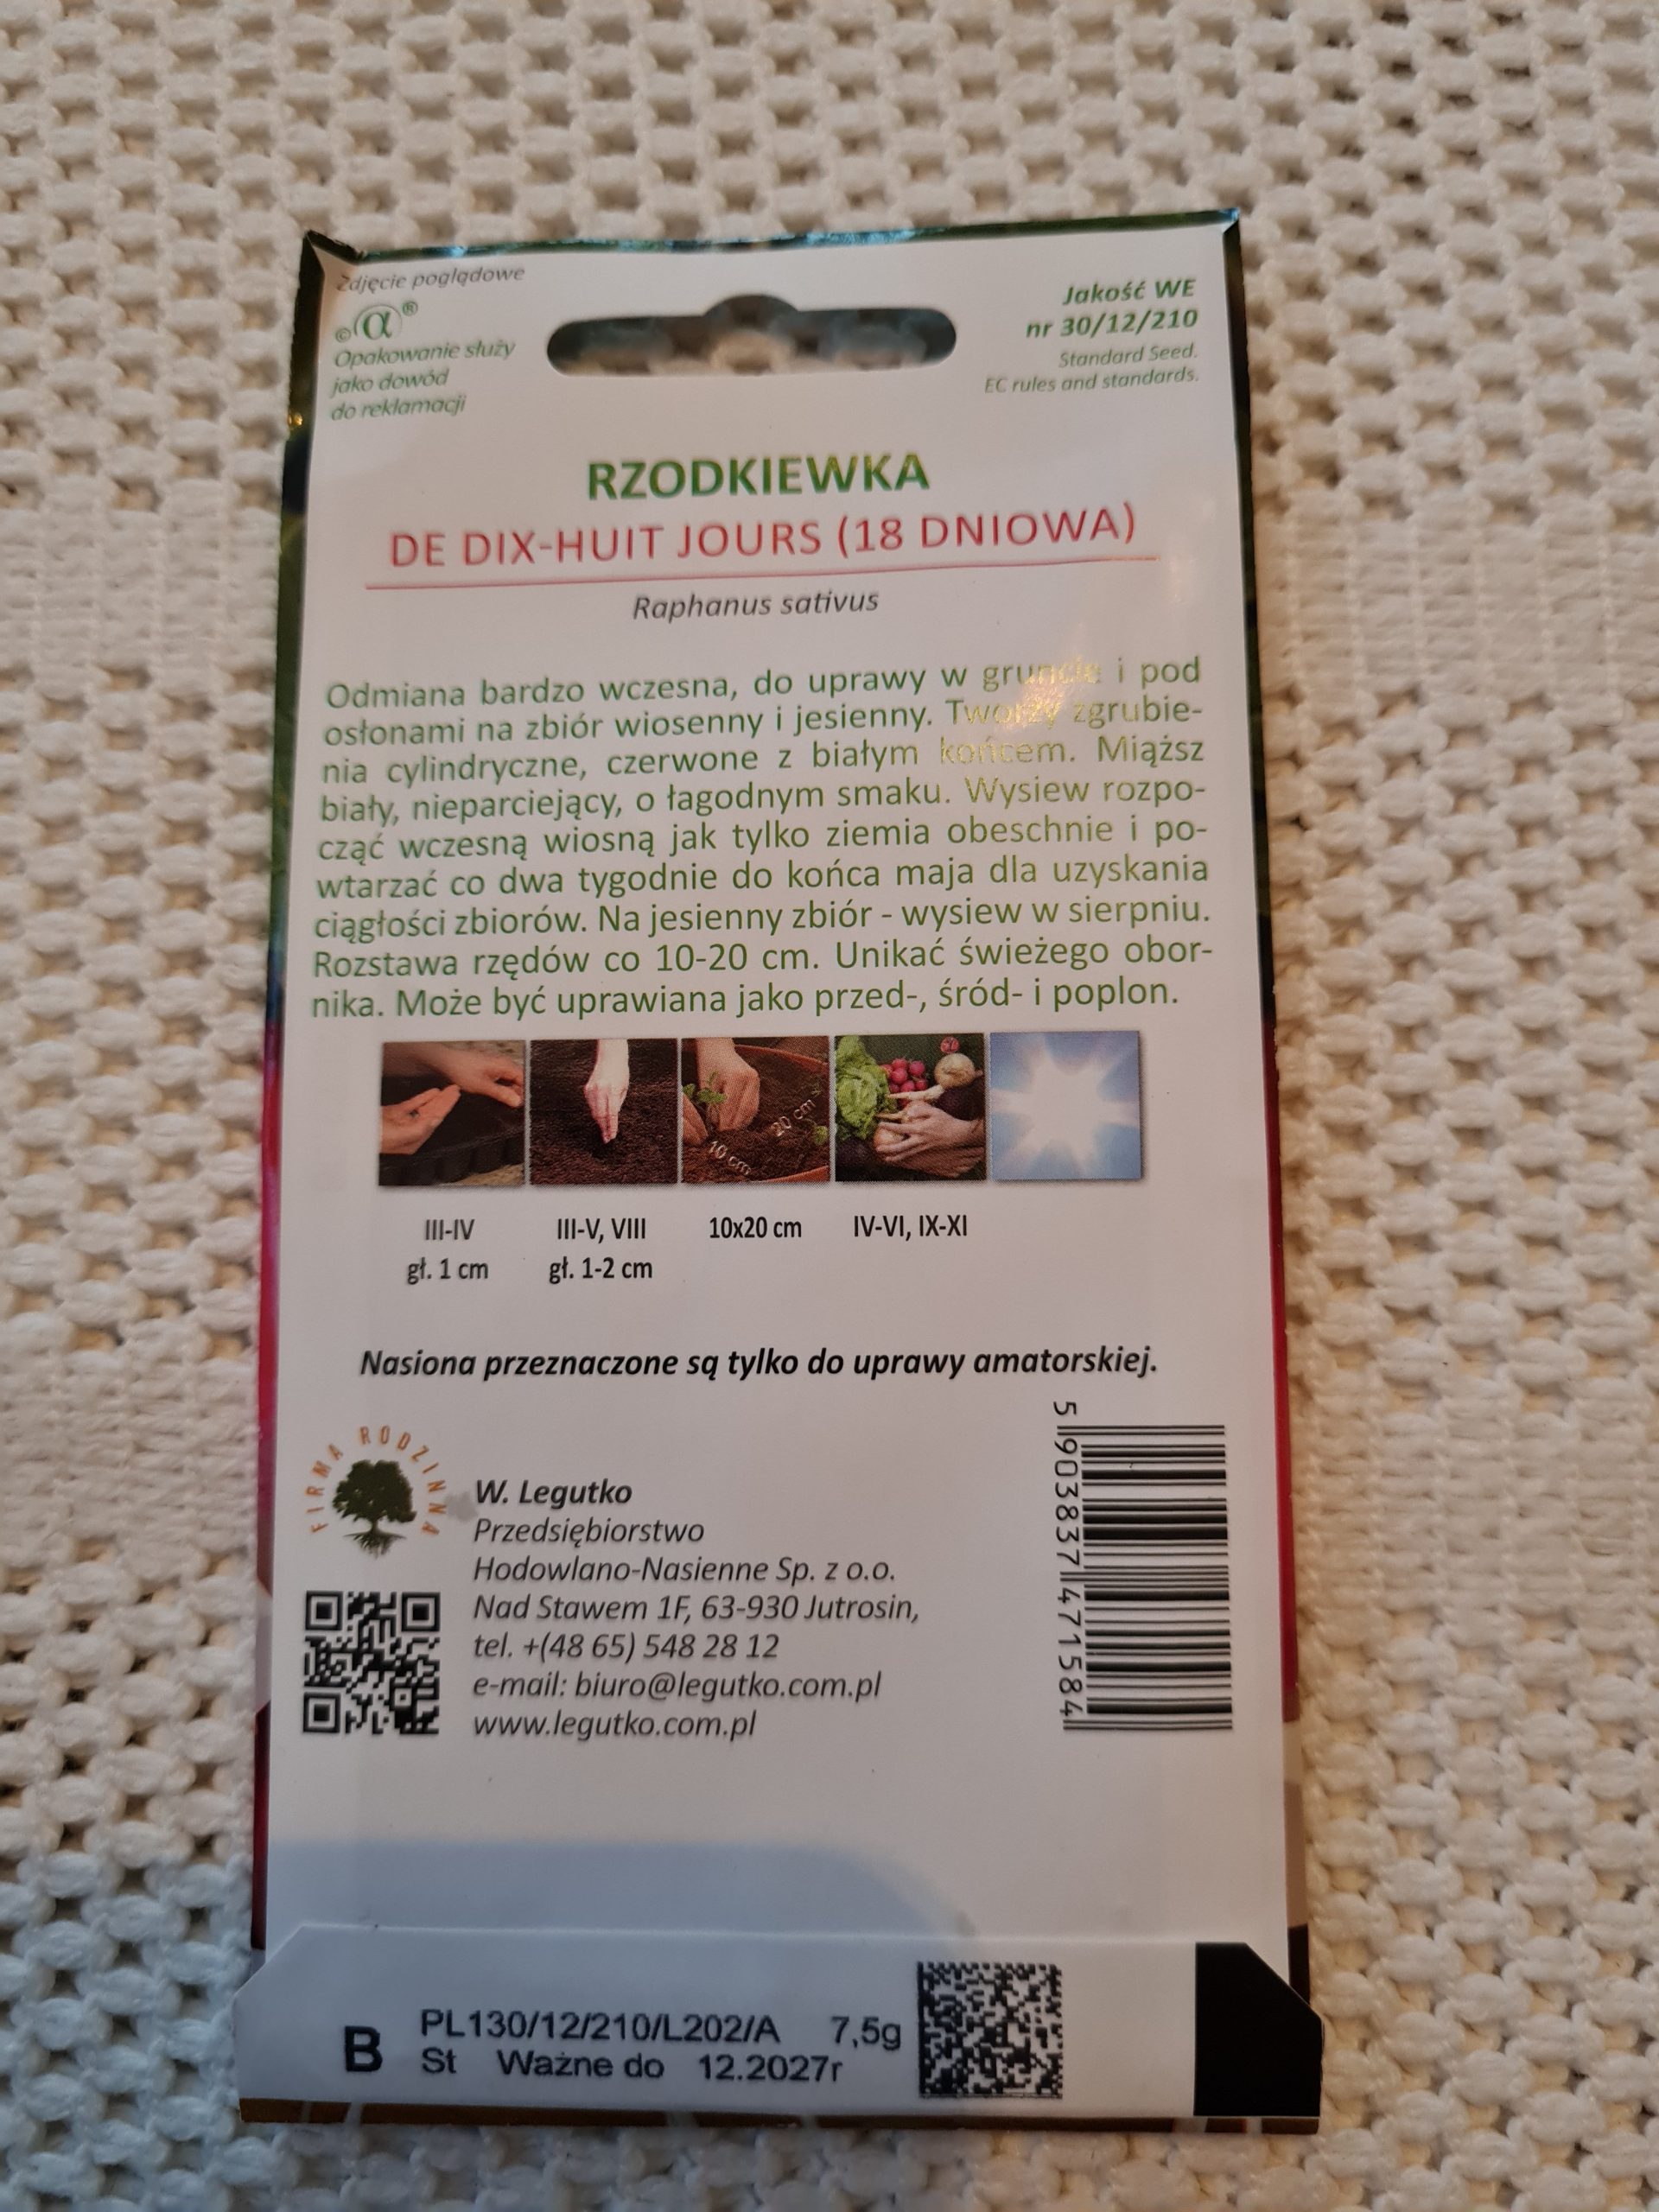 Zdjęcie poglądowe
©α®
Opakowanie służy
jako dowód
do reklamacji
Jakość WE
nr 30/12/210
Standard Seed.
EC rules and standards.
RZODKIEWKA
DE DIX-HUIT JOURS (18 DNIOWA)
Raphanus sativus
Odmiana bardzo wczesna, do uprawy w gruncie i pod
osłonami na zbiór wiosenny i jesienny. Tworzy zgrubie-
nia cylindryczne, czerwone z białym końcem. Miąższ
biały, nieparciejący, o łagodnym smaku. Wysiew rozpo-
cząć wczesną wiosną jak tylko ziemia obeschnie i po-
wtarzać co dwa tygodnie do końca maja dla uzyskania
ciągłości zbiorów. Na jesienny zbiór - wysiew w sierpniu.
Rozstawa rzędów co 10-20 cm. Unikać świeżego obor-
nika. Może być uprawiana jako przed-, śród- i poplon.
10 cm
20 cm
III-IV
gł. 1 cm
III-V, VIII
gł. 1-2 cm
10x20 cm
IV-VI, IX-XI
Nasiona przeznaczone są tylko do uprawy amatorskiej.
FIRMA RODZINNA
W. Legutko
Przedsiębiorstwo
Hodowlano-Nasienne Sp. z o.o.
Nad Stawem 1F, 63-930 Jutrosin,
tel. +(48 65) 548 28 12
e-mail: biuro@legutko.com.pl
www.legutko.com.pl
5 903837 471584
B
PL130/12/210/L202/A 7,5g
St Ważne do 12.2027r